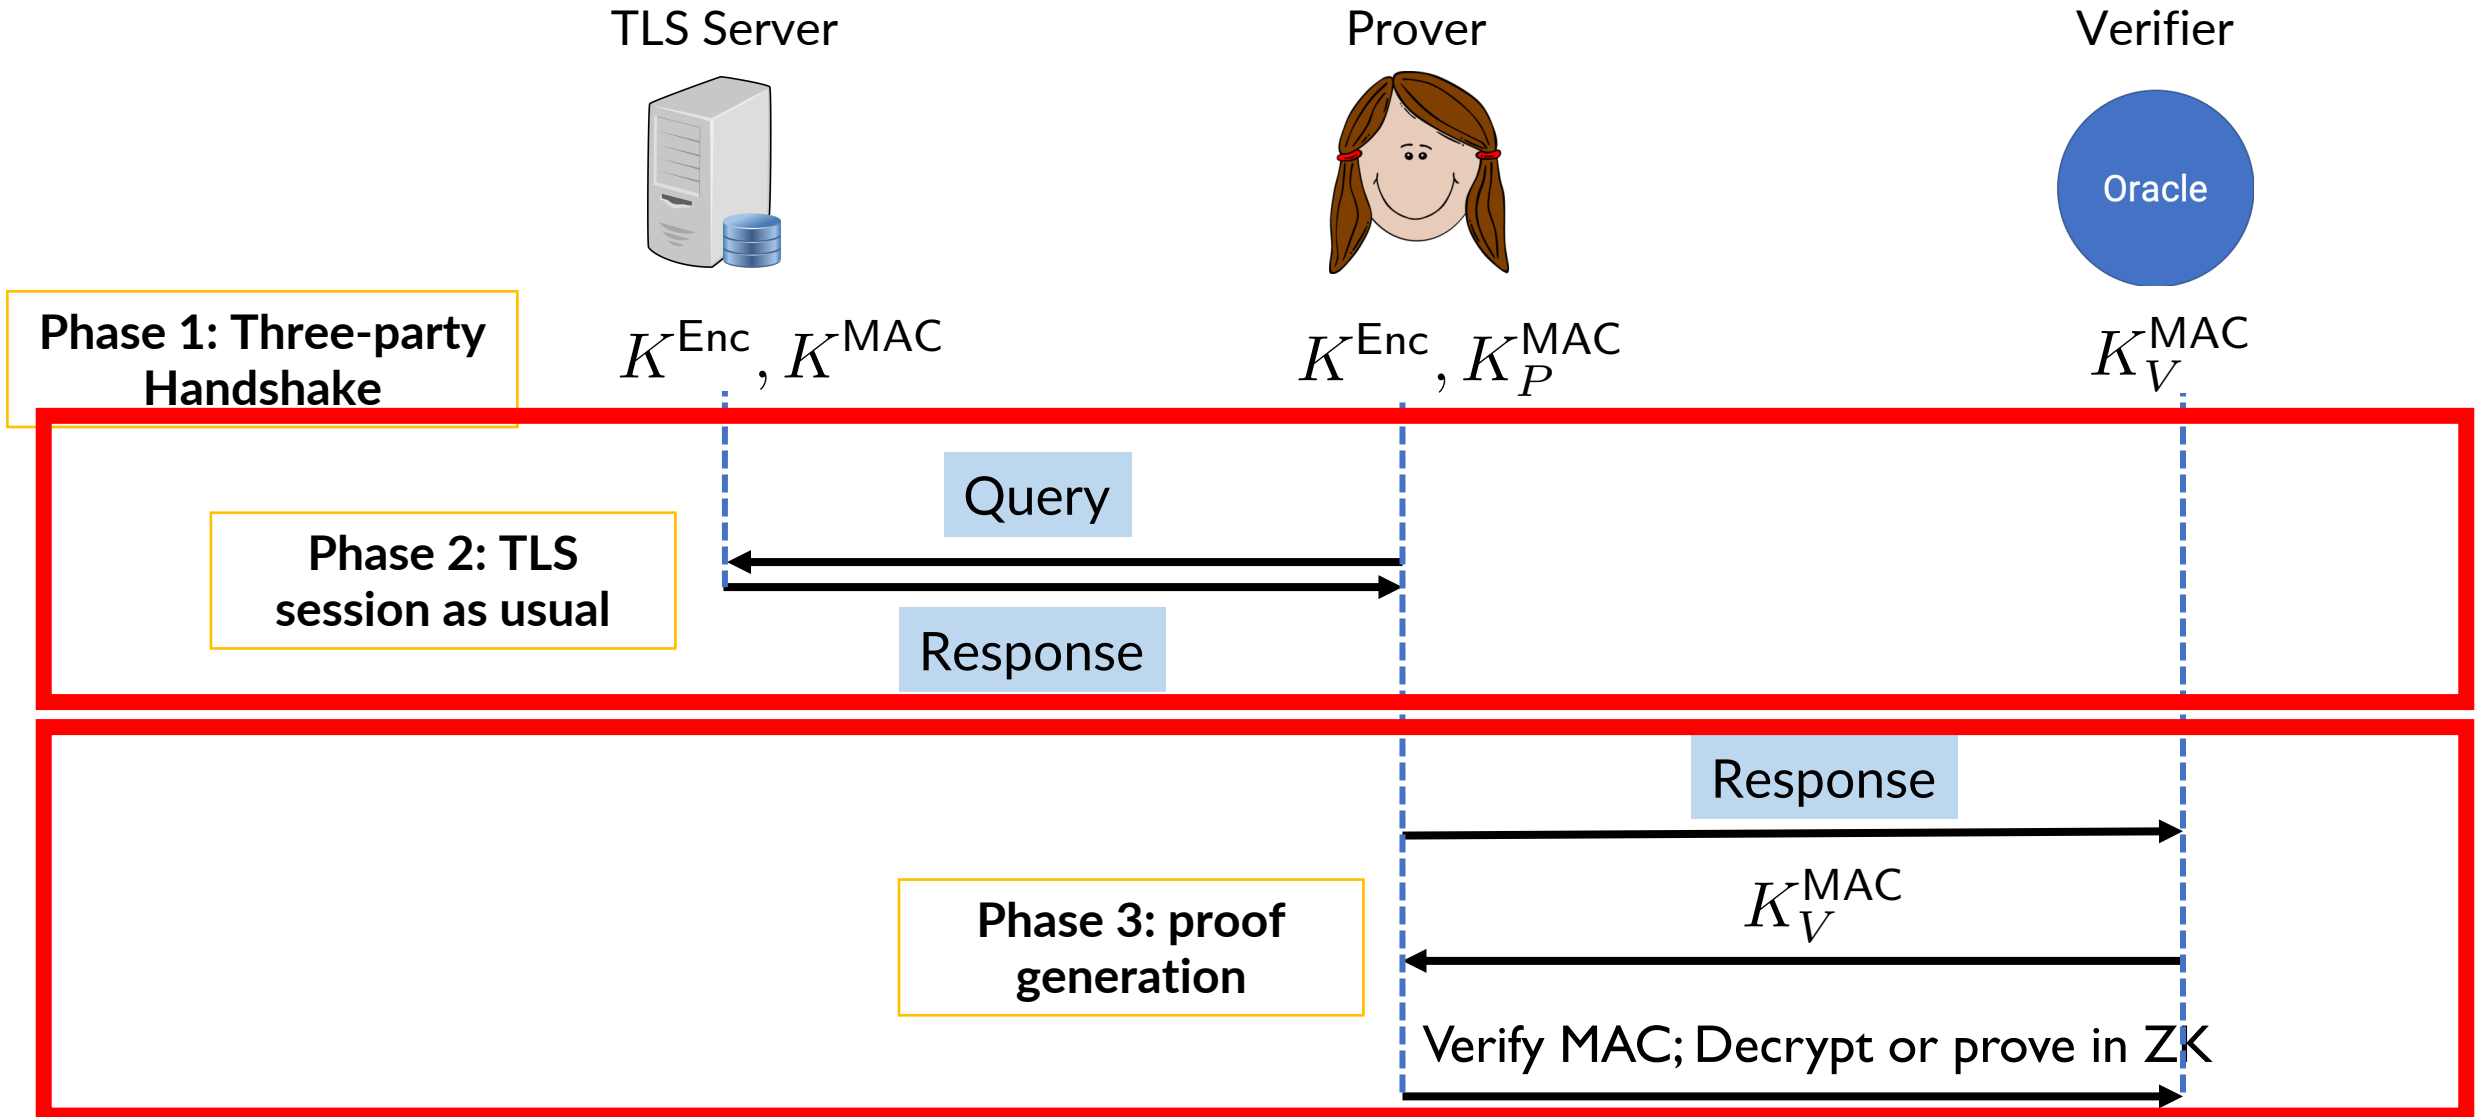 TLS Server
Prover
Verifier
Oracle
Phase 1: Three-party
Handshake
K^Enc, K^MAC
K^Enc, K_P^MAC
K_V^MAC
Query
Phase 2: TLS
session as usual
Response
Response
K_V^MAC
Phase 3: proof
generation
Verify MAC; Decrypt or prove in ZK